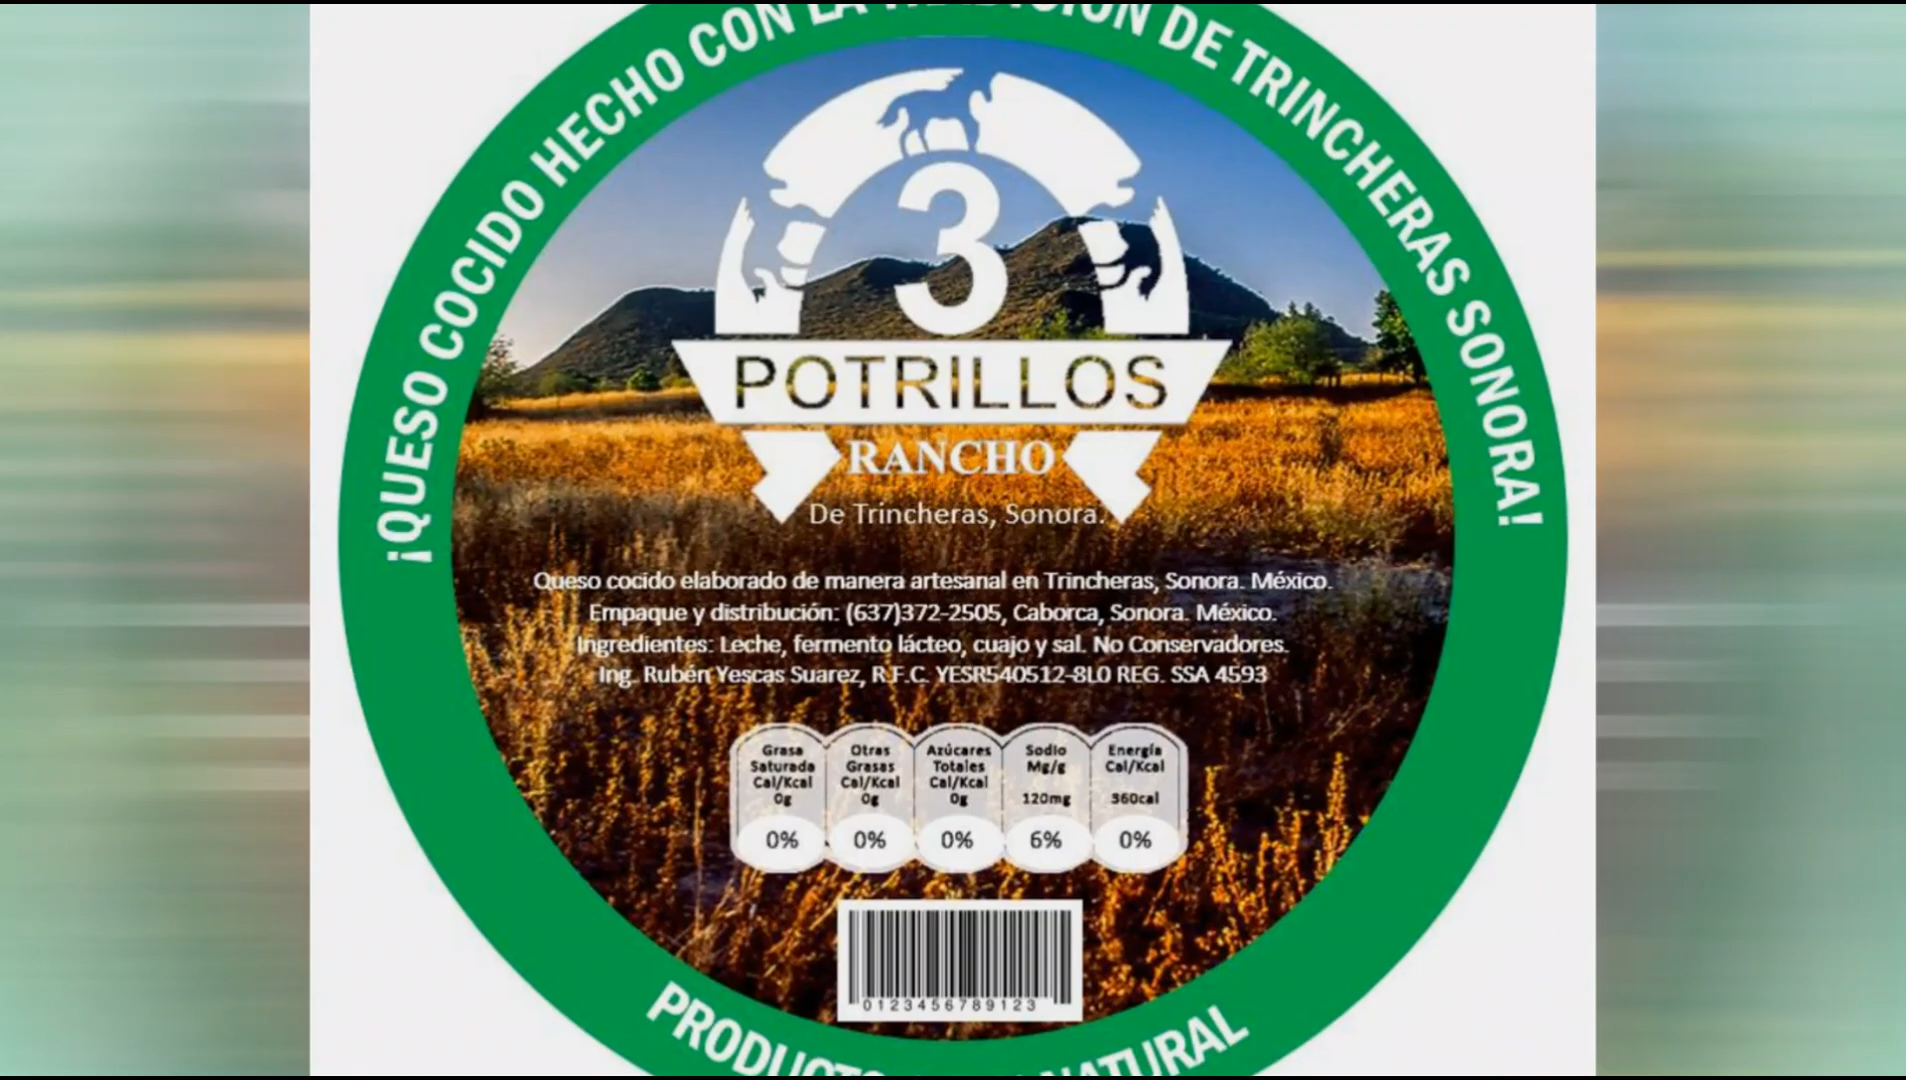 ¡QUESO COCIDO HECHO CON LA TRADICIÓN DE TRINCHERAS SONORA!
3
POTRILLOS
RANCHO
De Trincheras, Sonora.
Queso cocido elaborado de manera artesanal en Trincheras, Sonora. México.
Empaque y distribución: (637)372-2505, Caborca, Sonora. México.
Ingredientes: Leche, fermento lácteo, cuajo y sal. No Conservadores.
Ing. Rubén Yescas Suarez, R.F.C. YESR540512-8L0 REG. SSA 4593
Grasa Saturada Cal/Kcal 0g 0%
Otras Grasas Cal/Kcal 0g 0%
Azúcares Totales Cal/Kcal 0g 0%
Sodio Mg/g 120mg 6%
Energía Cal/Kcal 360cal 0%
0123456789123
PRODUCTO NATURAL